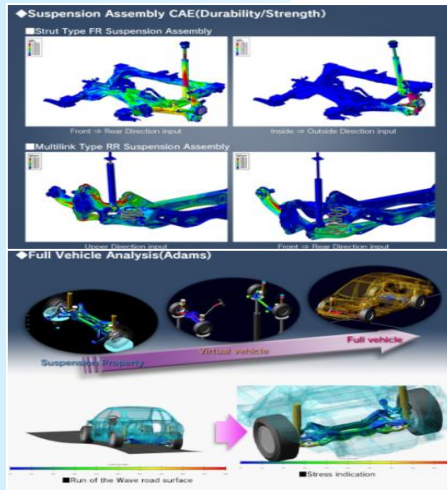 ◆Suspension Assembly CAE(Durability/Strength)
■Strut Type FR Suspension Assembly
Front ⇒ Rear Direction input
Inside ⇒ Outside Direction input
■Multilink Type RR Suspension Assembly
Upper Direction input
Front ⇒ Rear Direction input
◆Full Vehicle Analysis(Adams)
Suspension Property
Virtual vehicle
Full vehicle
■Run of the Wave road surface
■Stress indication